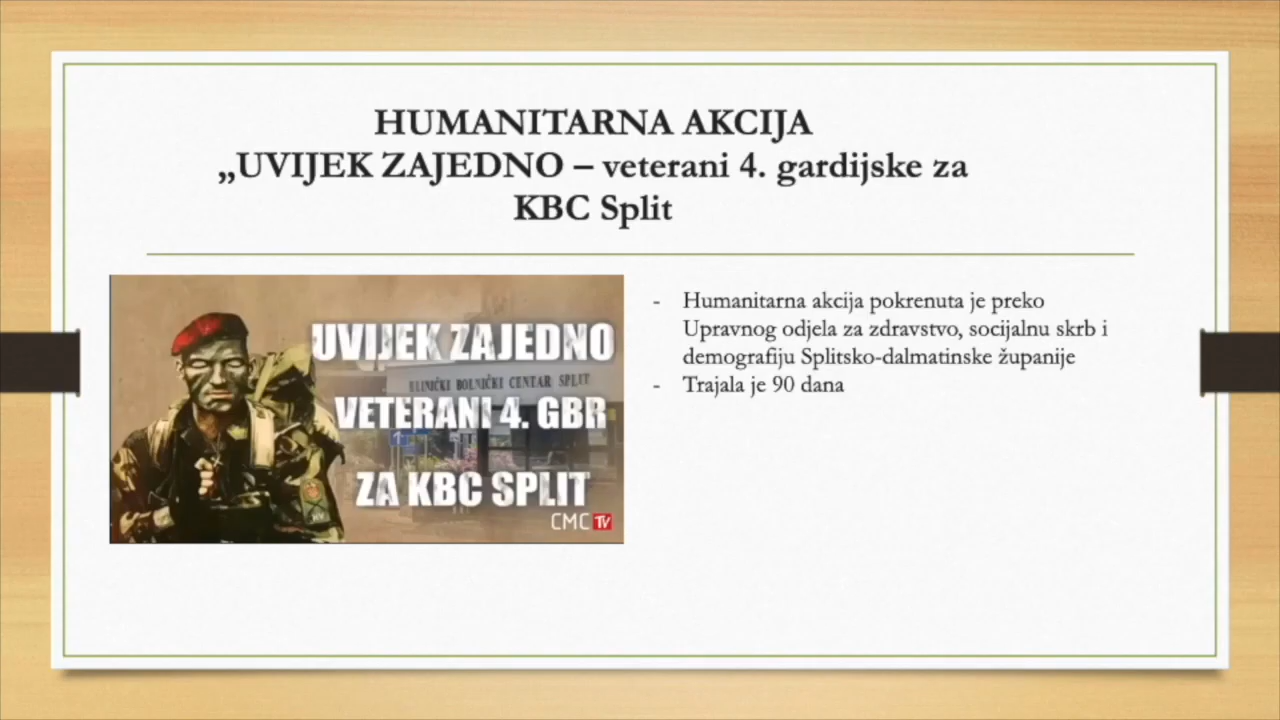 HUMANITARNA AKCIJA
„UVIJEK ZAJEDNO – veterani 4. gardijske za
KBC Split
UVIJEK ZAJEDNO
KLINIČKI BOLNIČKI CENTAR SPLIT
VETERANI 4. GBR
ZA KBC SPLIT
CMC TV
- Humanitarna akcija pokrenuta je preko
Upravnog odjela za zdravstvo, socijalnu skrb i
demografiju Splitsko-dalmatinske županije
- Trajala je 90 dana